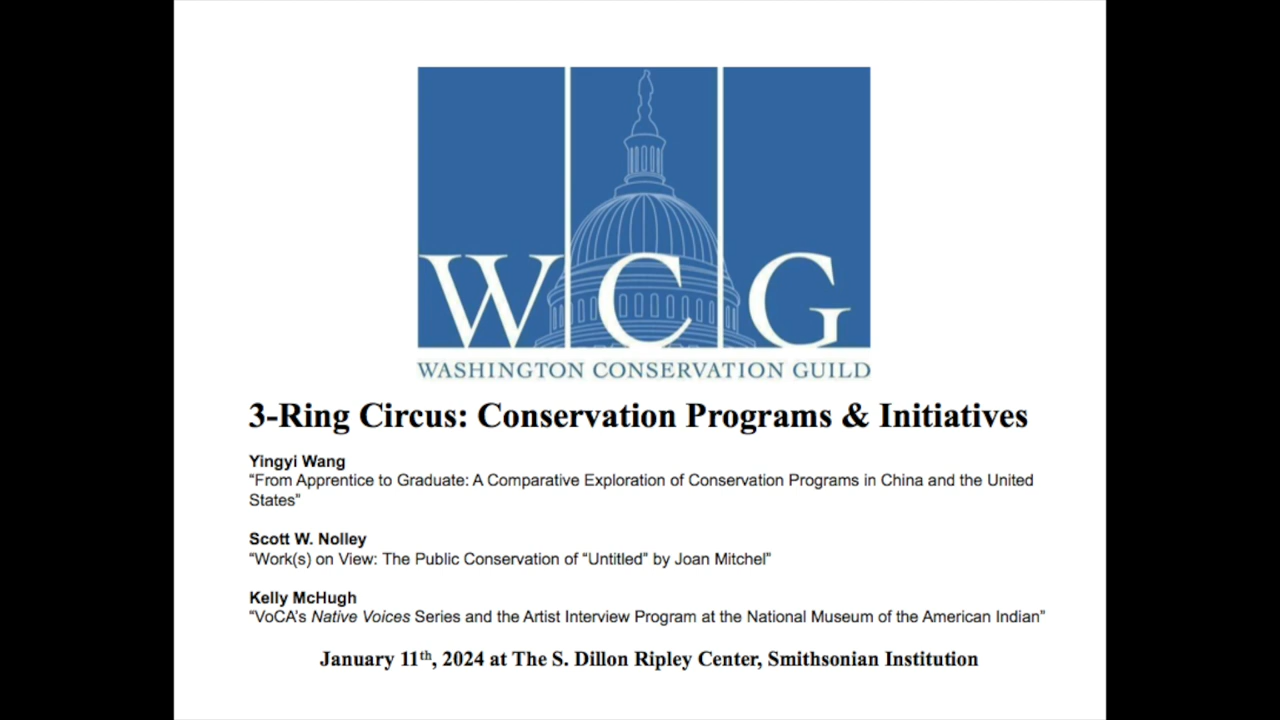 WCG
WASHINGTON CONSERVATION GUILD
3-Ring Circus: Conservation Programs & Initiatives
Yingyi Wang
“From Apprentice to Graduate: A Comparative Exploration of Conservation Programs in China and the United
States”
Scott W. Nolley
“Work(s) on View: The Public Conservation of “Untitled” by Joan Mitchel”
Kelly McHugh
“VoCA’s Native Voices Series and the Artist Interview Program at the National Museum of the American Indian”
January 11th, 2024 at The S. Dillon Ripley Center, Smithsonian Institution